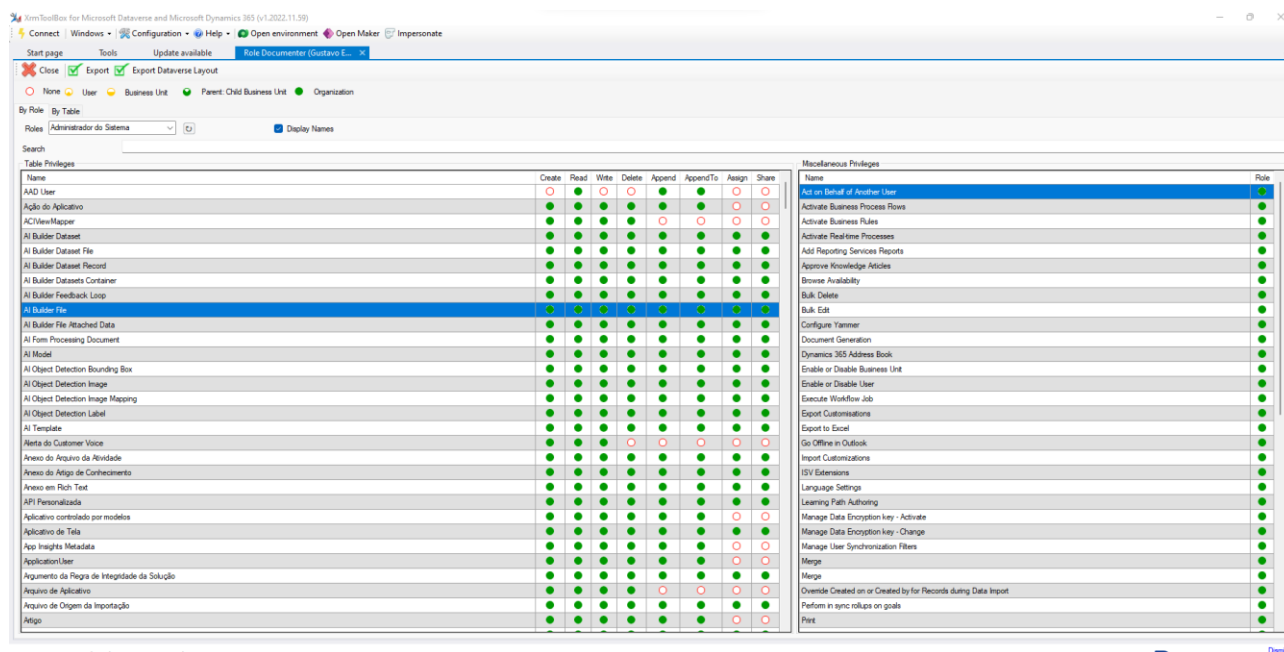 XrmToolBox for Microsoft Dataverse and Microsoft Dynamics 365 (v1.2022.11.59)
Connect Windows Configuration Help Open environment Open Maker Impersonate
Start page Tools Update available Role Documenter (Gustavo E... ×
Close Export Export Dataverse Layout
None User Business Unit Parent: Child Business Unit Organization
By Role By Table
Roles Administrador do Sistema Display Names
Search
Table Privileges
Name Create Read Write Delete Append AppendTo Assign Share
AAD User
Ação do Aplicativo
ACIViewMapper
AI Builder Dataset
AI Builder Dataset File
AI Builder Dataset Record
AI Builder Datasets Container
AI Builder Feedback Loop
AI Builder File
AI Builder File Attached Data
AI Form Processing Document
AI Model
AI Object Detection Bounding Box
AI Object Detection Image
AI Object Detection Image Mapping
AI Object Detection Label
AI Template
Alerta do Customer Voice
Anexo do Arquivo da Atividade
Anexo do Artigo de Conhecimento
Anexo em Rich Text
API Personalizada
Aplicativo controlado por modelos
Aplicativo de Tela
App Insights Metadata
ApplicationUser
Argumento da Regra de Integridade da Solução
Arquivo de Aplicativo
Arquivo de Origem da Importação
Artigo
Miscellaneous Privileges
Name Role
Act on Behalf of Another User
Activate Business Process Flows
Activate Business Rules
Activate Real-time Processes
Add Reporting Services Reports
Approve Knowledge Articles
Browse Availability
Bulk Delete
Bulk Edit
Configure Yammer
Document Generation
Dynamics 365 Address Book
Enable or Disable Business Unit
Enable or Disable User
Execute Workflow Job
Export Customisations
Export to Excel
Go Offline in Outlook
Import Customizations
ISV Extensions
Language Settings
Learning Path Authoring
Manage Data Encryption key - Activate
Manage Data Encryption key - Change
Manage User Synchronization Filters
Merge
Merge
Override Created on or Created by for Records during Data Import
Perform in sync rollups on goals
Print